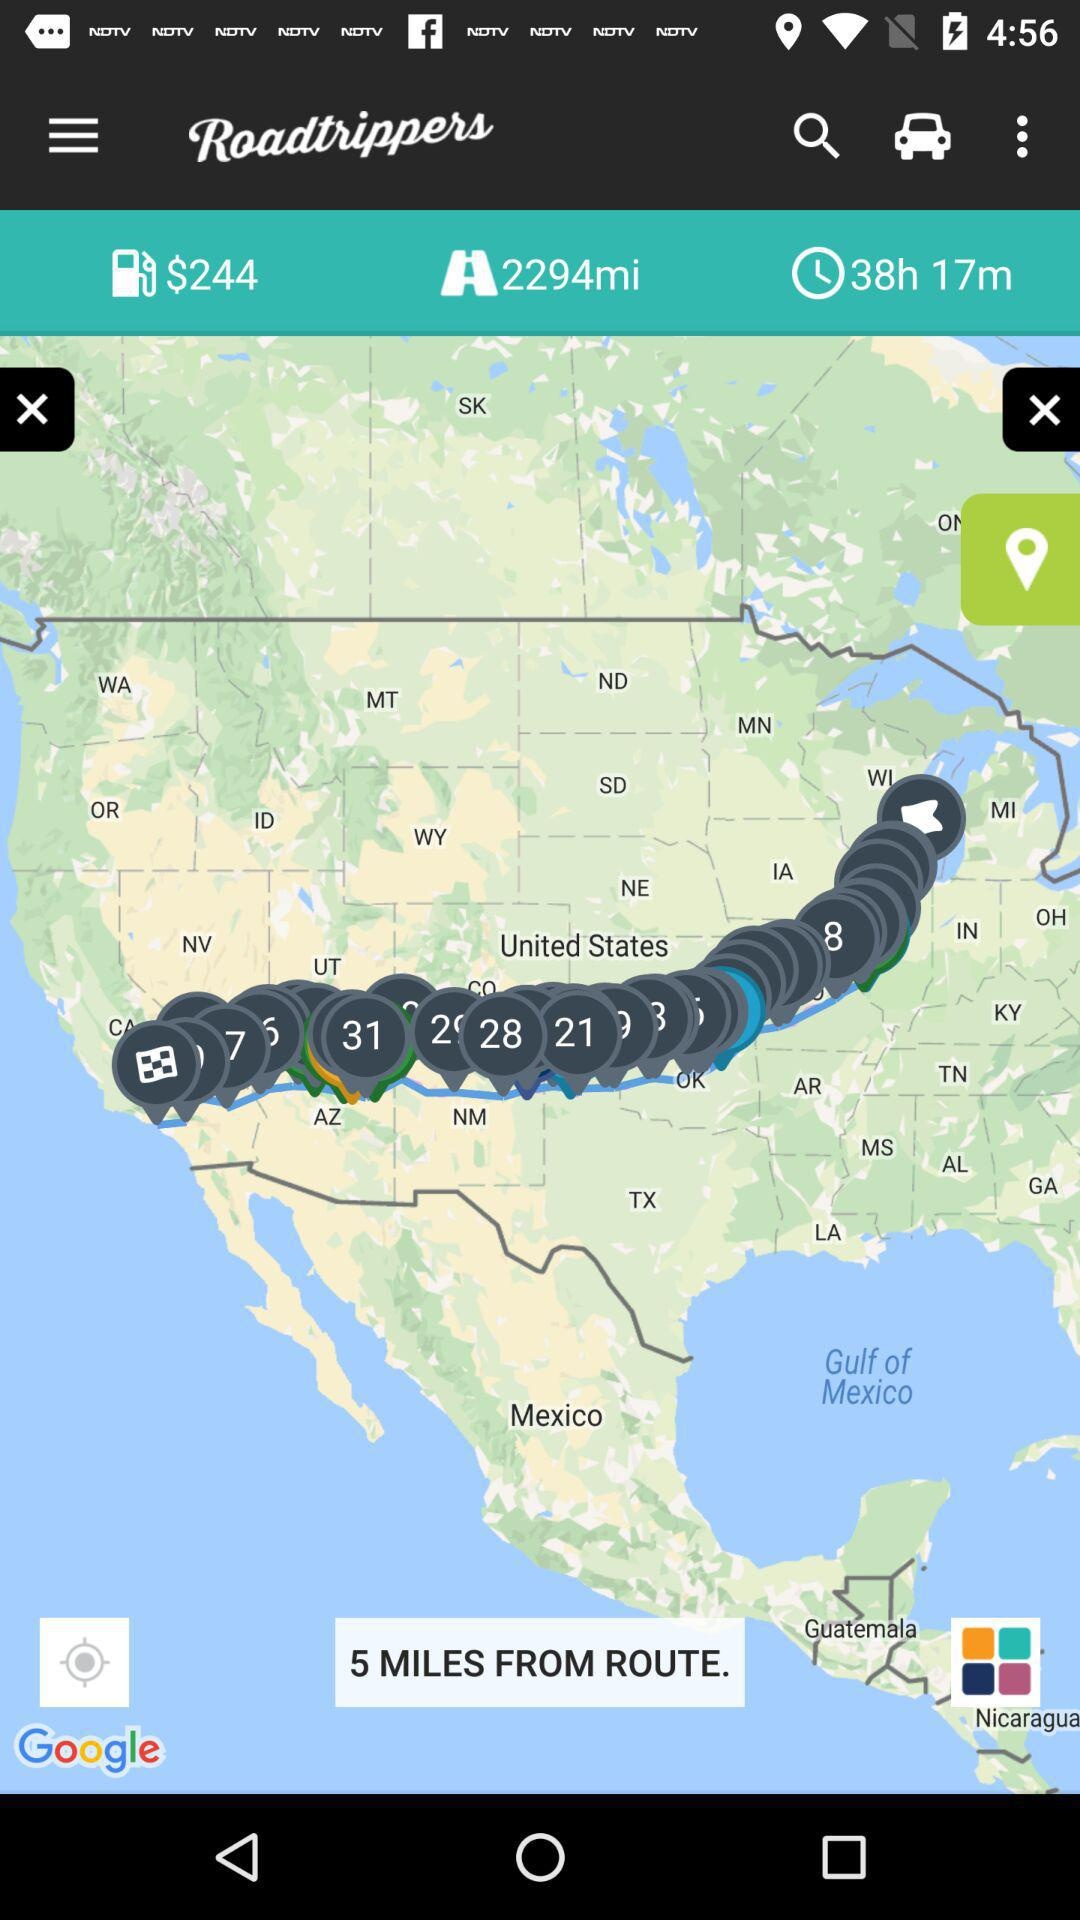 NDTV NDTV NDTV NDTV NDTV NDTV NDTV NDTV NDTV 4:56
Roadtrippers
$244 2294mi 38h 17m
SK
ON
WA
MT
ND
MN
OR
ID
SD
WI
MI
WY
IA
NE
NV
United States
IN
OH
8
UT
CO
CA
7 6 31 29 28 21 9 3 5
KY
OK
AR
TN
AZ
NM
MS
AL
GA
TX
LA
Gulf of
Mexico
Mexico
Guatemala
5 MILES FROM ROUTE.
Nicaragua
Google